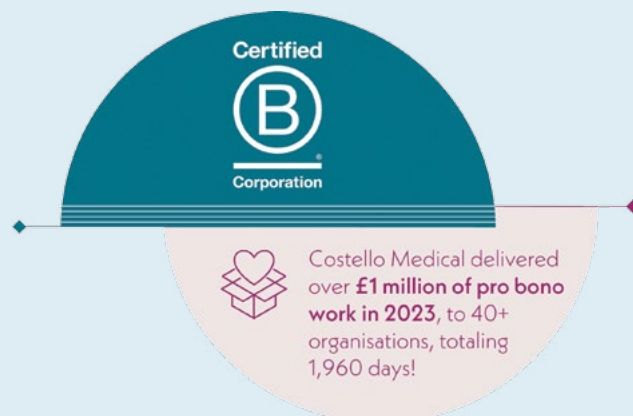 Certified
B
®
Corporation
Costello Medical delivered
over £1 million of pro bono
work in 2023, to 40+
organisations, totaling
1,960 days!